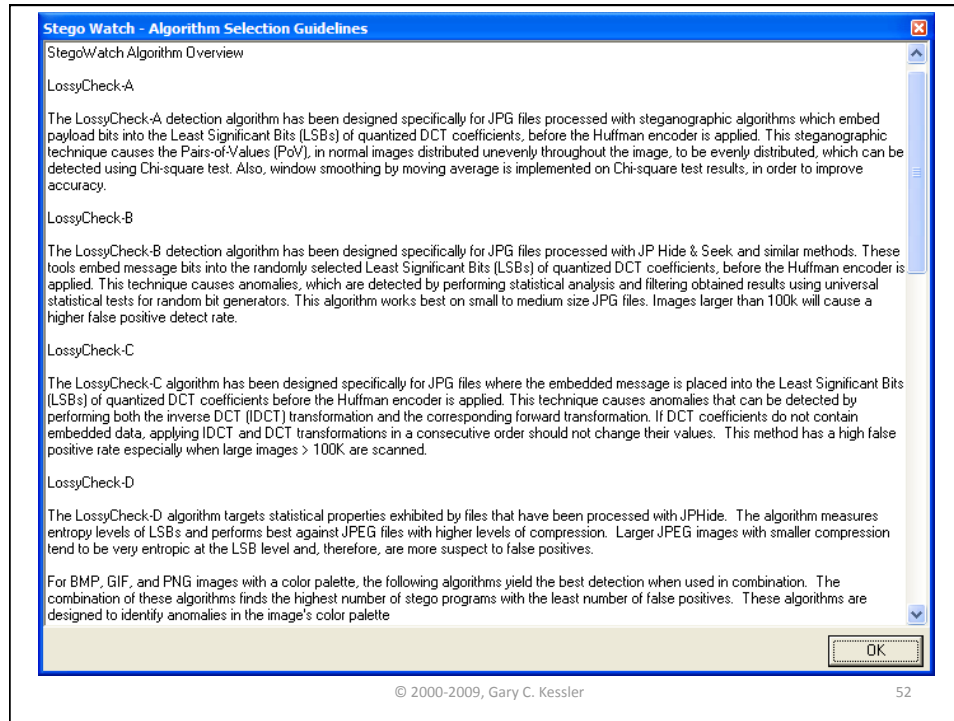 Stego Watch - Algorithm Selection Guidelines
StegoWatch Algorithm Overview
LossyCheck-A
The LossyCheck-A detection algorithm has been designed specifically for JPG files processed with steganographic algorithms which embed
payload bits into the Least Significant Bits (LSBs) of quantized DCT coefficients, before the Huffman encoder is applied. This steganographic
technique causes the Pairs-of-Values (PoV), in normal images distributed unevenly throughout the image, to be evenly distributed, which can be
detected using Chi-square test. Also, window smoothing by moving average is implemented on Chi-square test results, in order to improve
accuracy.
LossyCheck-B
The LossyCheck-B detection algorithm has been designed specifically for JPG files processed with JP Hide & Seek and similar methods. These
tools embed message bits into the randomly selected Least Significant Bits (LSBs) of quantized DCT coefficients, before the Huffman encoder is
applied. This technique causes anomalies, which are detected by performing statistical analysis and filtering obtained results using universal
statistical tests for random bit generators. This algorithm works best on small to medium size JPG files. Images larger than 100k will cause a
higher false positive detect rate.
LossyCheck-C
The LossyCheck-C algorithm has been designed specifically for JPG files where the embedded message is placed into the Least Significant Bits
(LSBs) of quantized DCT coefficients before the Huffman encoder is applied. This technique causes anomalies that can be detected by
performing both the inverse DCT (IDCT) transformation and the corresponding forward transformation. If DCT coefficients do not contain
embedded data, applying IDCT and DCT transformations in a consecutive order should not change their values. This method has a high false
positive rate especially when large images > 100K are scanned.
LossyCheck-D
The LossyCheck-D algorithm targets statistical properties exhibited by files that have been processed with JPHide. The algorithm measures
entropy levels of LSBs and performs best against JPEG files with higher levels of compression. Larger JPEG images with smaller compression
tend to be very entropic at the LSB level and, therefore, are more suspect to false positives.
For BMP, GIF, and PNG images with a color palette, the following algorithms yield the best detection when used in combination. The
combination of these algorithms finds the highest number of stego programs with the least number of false positives. These algorithms are
designed to identify anomalies in the image's color palette
OK
© 2000-2009, Gary C. Kessler
52